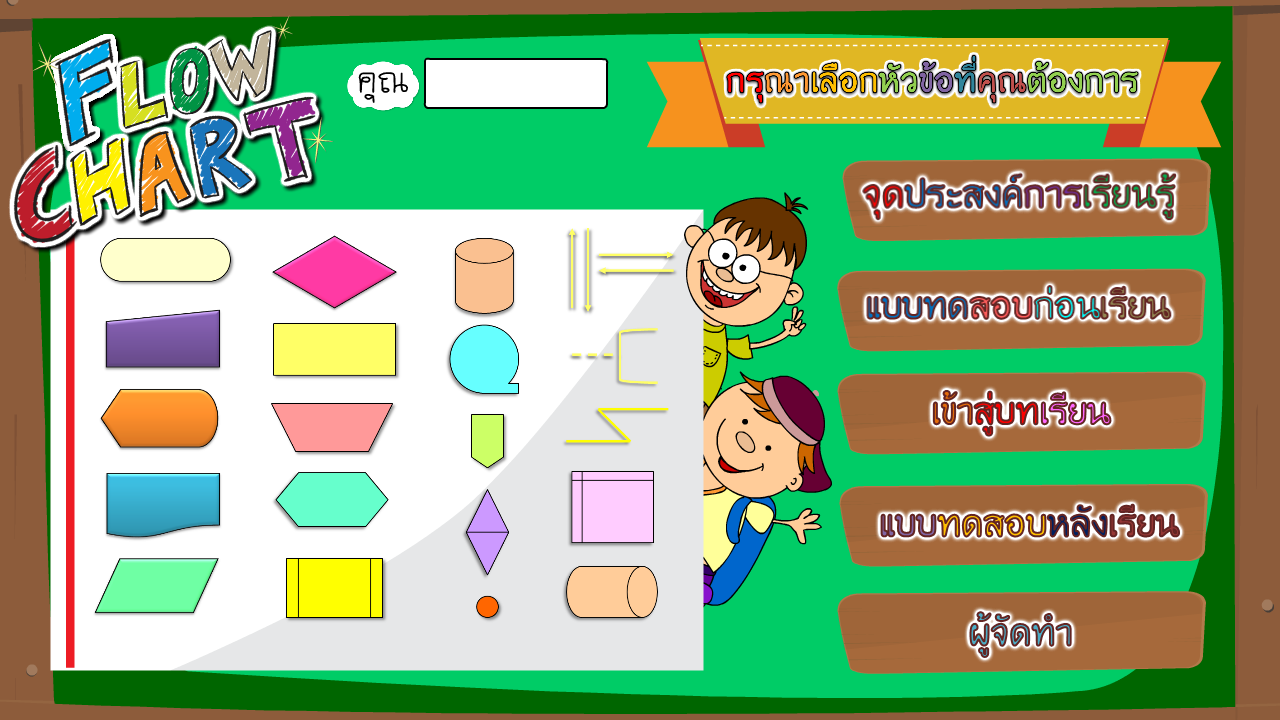 FLOW
CHART
คุณ
กรุณาเลือกหัวข้อที่คุณต้องการ
จุดประสงค์การเรียนรู้
แบบทดสอบก่อนเรียน
เข้าสู่บทเรียน
แบบทดสอบหลังเรียน
ผู้จัดทำ